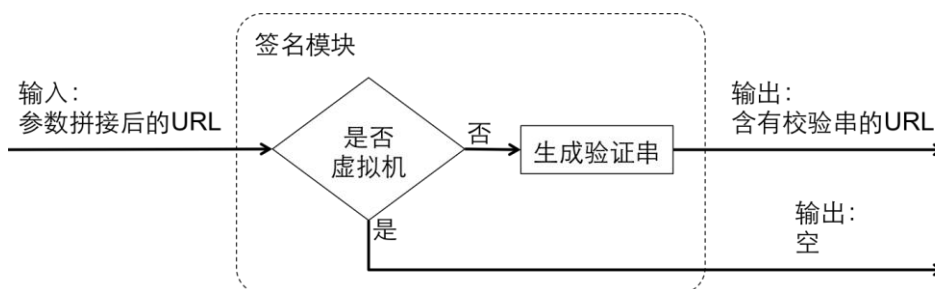 签名模块
输入：
参数拼接后的URL
是否
虚拟机
否
生成验证串
输出：
含有校验串的URL
是
输出：
空